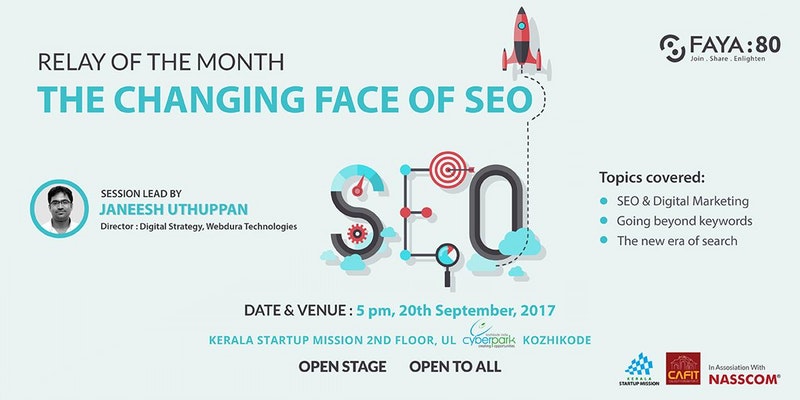 RELAY OF THE MONTH
THE CHANGING FACE OF SEO
FAYA:80
Join . Share . Enlighten
SESSION LEAD BY
JANEESH UTHUPPAN
Director : Digital Strategy, Webdura Technologies
SEO
Topics covered:
SEO & Digital Marketing
Going beyond keywords
The new era of search
DATE & VENUE : 5 pm, 20th September, 2017
KERALA STARTUP MISSION 2ND FLOOR, UL cyberpark KOZHIKODE
OPEN STAGE OPEN TO ALL
KERALA
STARTUP MISSION
CAFIT
In Association With
NASSCOM®